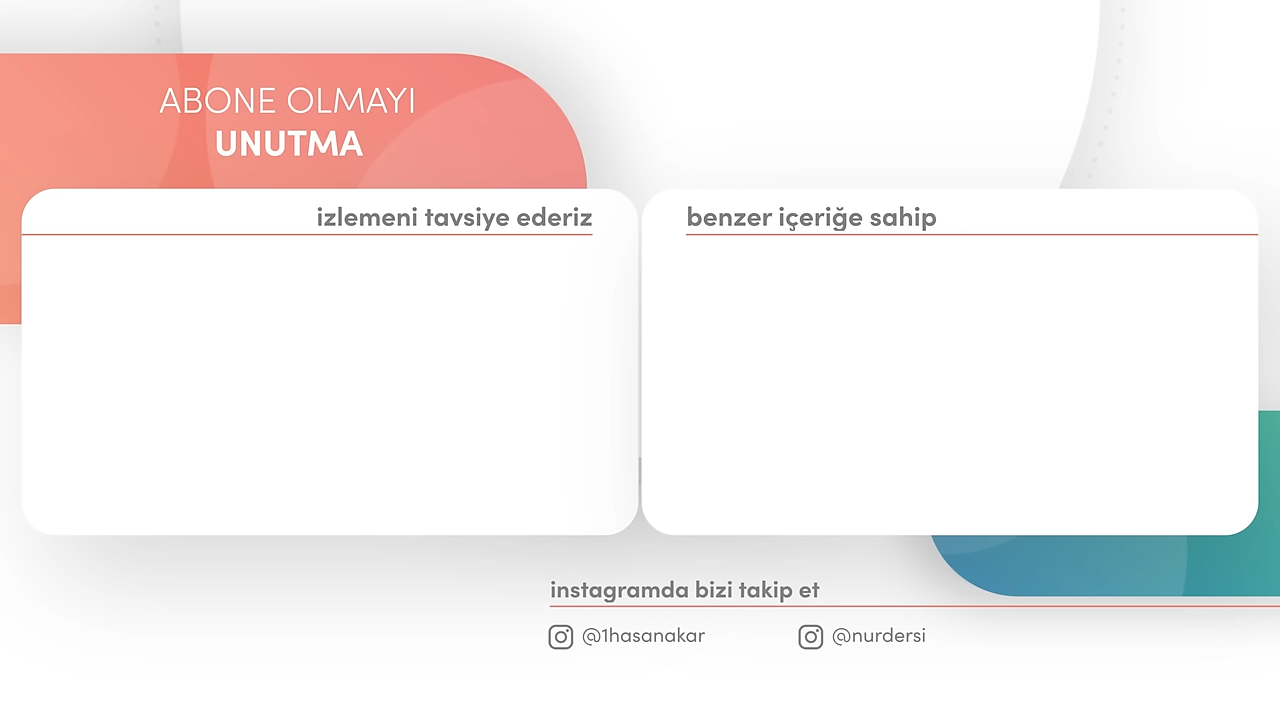 ABONE OLMAYI
UNUTMA
izlemeni tavsiye ederiz
benzer içeriğe sahip
instagramda bizi takip et
@1hasanakar
@nurdersi